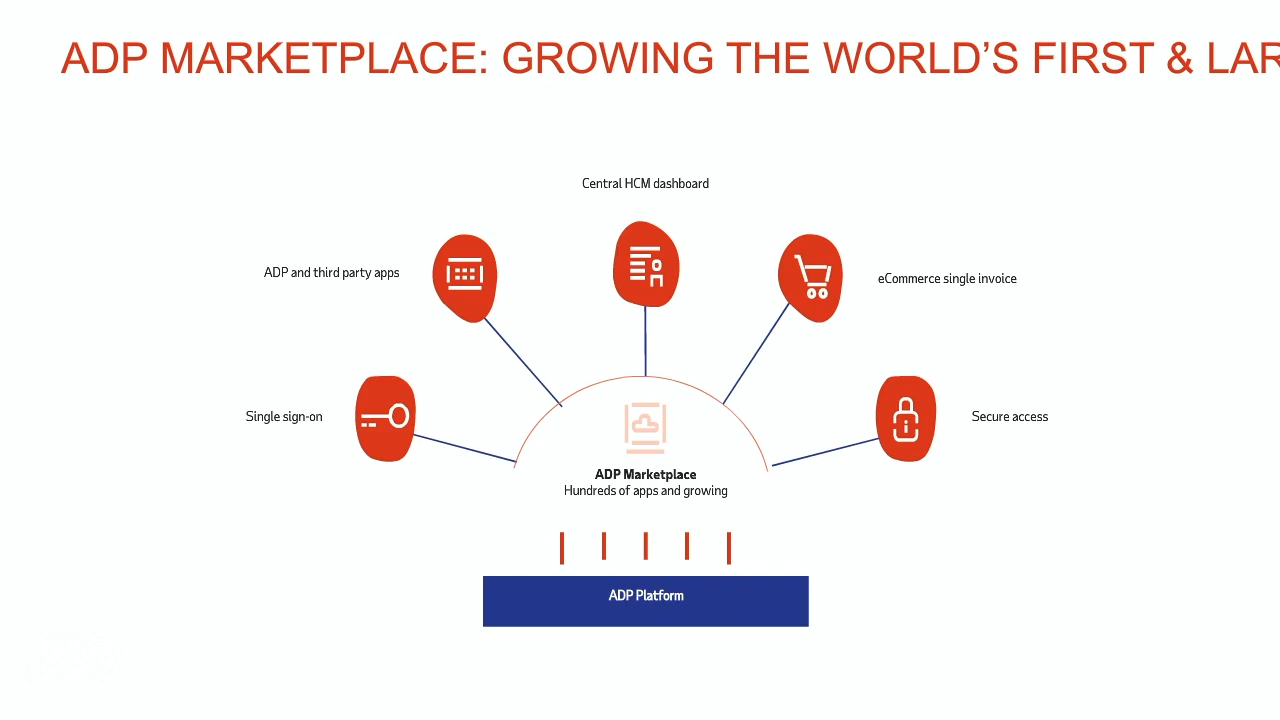 ADP MARKETPLACE: GROWING THE WORLD’S FIRST & LAR
Central HCM dashboard
ADP and third party apps
eCommerce single invoice
Single sign-on
Secure access
ADP Marketplace
Hundreds of apps and growing
ADP Platform